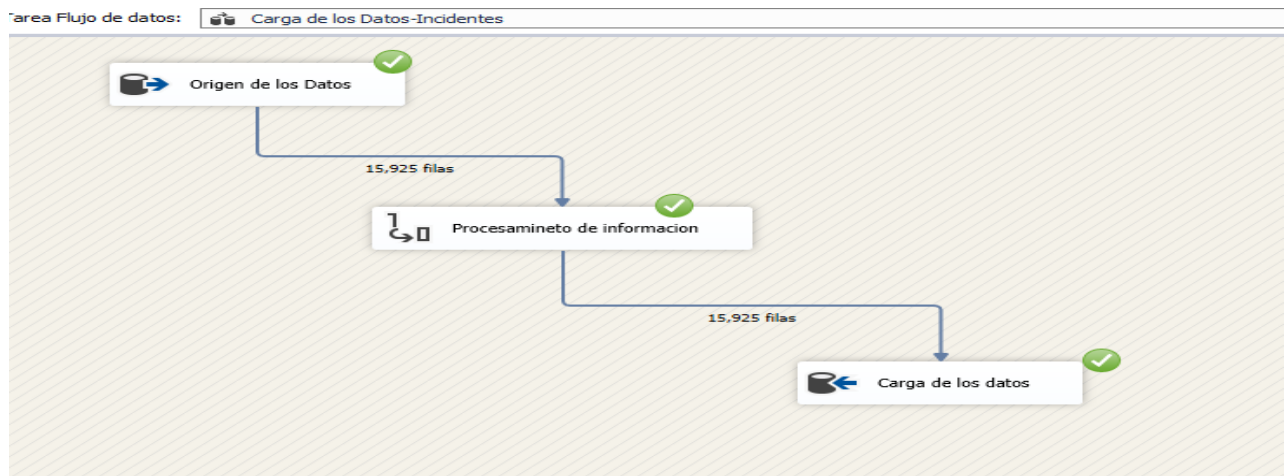 Tarea Flujo de datos: Carga de los Datos-Incidentes
Origen de los Datos
15,925 filas
Procesamineto de informacion
15,925 filas
Carga de los datos